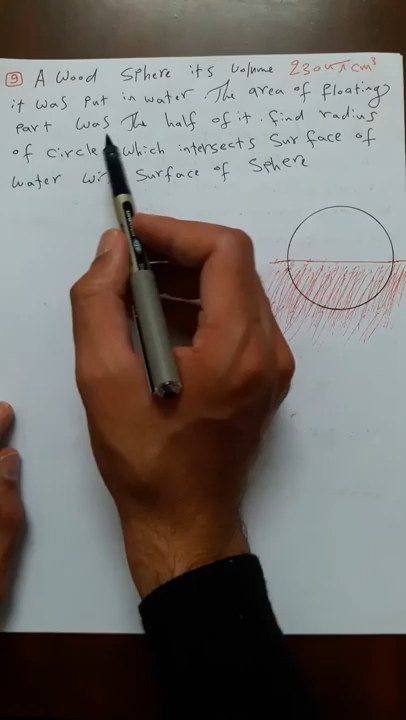 9 A wood sphere its volume 2304π cm³
it was put in water. The area of floating
part was The half of it. find radius
of circle which intersects surface of
water surface of sphere